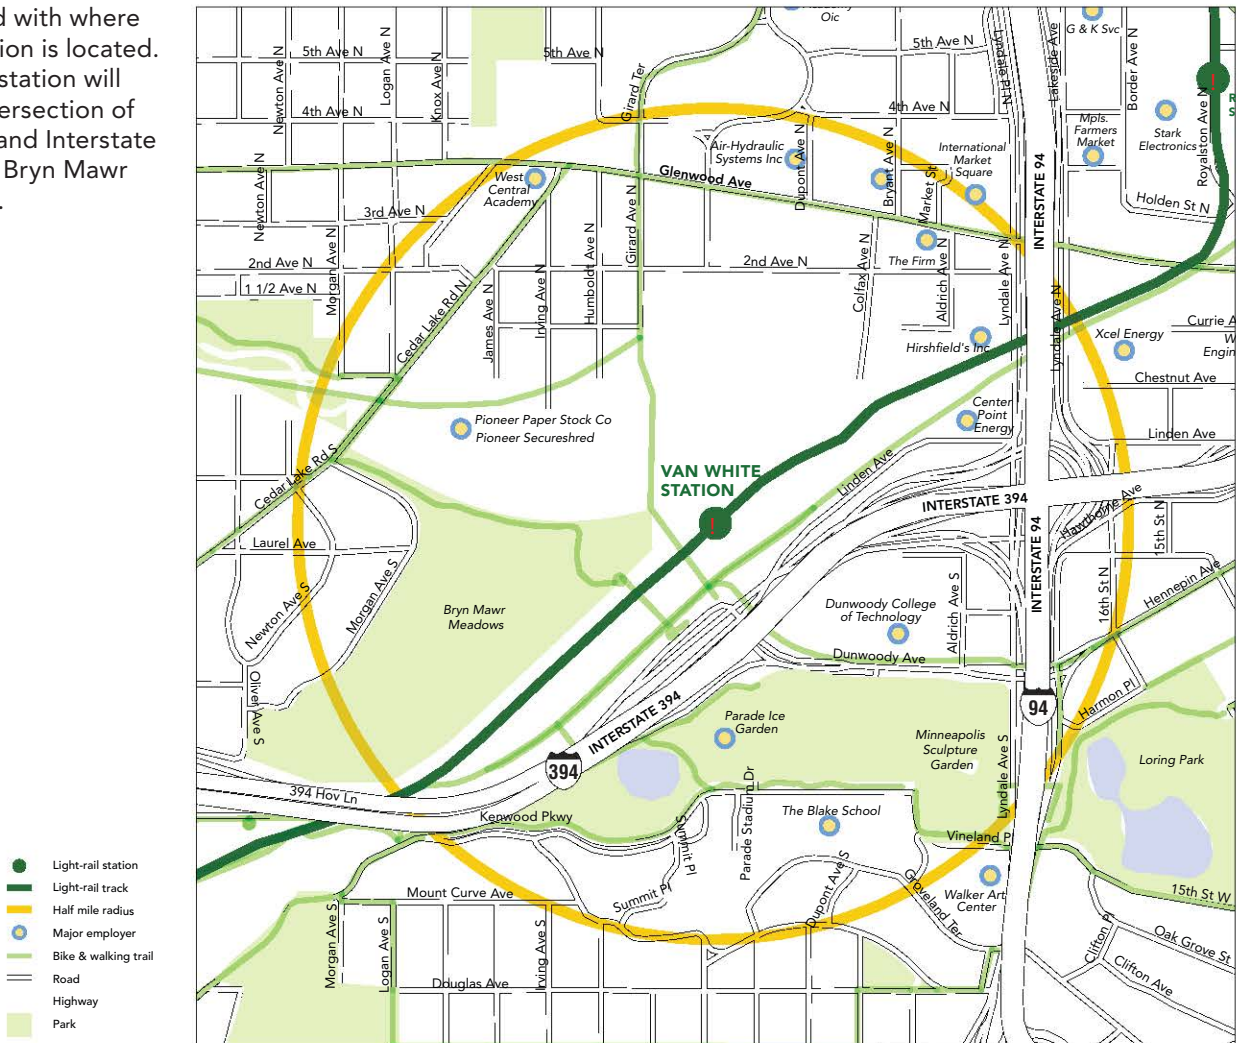 d with where
ion is located.
station will
ersection of
and Interstate
Bryn Mawr
.
Oic
G & K Svc
5th Ave N
5th Ave N
5th Ave N
Newton Ave N
Logan Ave N
Knox Ave N
Girard Ter
Lyndale Pl N
Lakeside Ave
Border Ave N
Royalston Ave N
4th Ave N
4th Ave N
Stark
Electronics
Mpls.
Farmers
Market
Air-Hydraulic
Systems Inc
Dupont Ave N
Bryant Ave N
International
Market
Square
Market St
INTERSTATE 94
Holden St N
Glenwood Ave
West
Central
Academy
Newton Ave N
3rd Ave N
Girard Ave N
Humboldt Ave N
2nd Ave N
2nd Ave N
1 1/2 Ave N
Morgan Ave N
Cedar Lake Rd N
James Ave N
Irving Ave N
Colfax Ave N
The Firm
Aldrich Ave N
Lyndale Ave N
Lyndale Ave N
Hirshfield's Inc
Xcel Energy
Currie A
W
Engin
Chestnut Ave
Center
Point
Energy
Linden Ave
Pioneer Paper Stock Co
Pioneer Secureshred
Cedar Lake Rd S
VAN WHITE
STATION
Linden Ave
INTERSTATE 394
Hawthorne Ave
15th St N
Laurel Ave
Newton Ave S
Morgan Ave S
INTERSTATE 94
16th St N
Hennepin Ave
Bryn Mawr
Meadows
Dunwoody College
of Technology
Aldrich Ave S
Dunwoody Ave
Oliver Ave S
INTERSTATE 394
394
94
Harmon Pl
Parade Ice
Garden
Minneapolis
Sculpture
Garden
Lyndale Ave S
Loring Park
394 Hov Ln
Kenwood Pkwy
Parade Stadium Dr
The Blake School
Summit Pl
Vineland P
Mount Curve Ave
Summit Pl
Dupont Ave S
Groveland Ter
Walker Art
Center
15th St W
Morgan Ave S
Logan Ave S
Irving Ave S
Douglas Ave
Clifton Pl
Oak Grove St
Clifton Ave
Light-rail station
Light-rail track
Half mile radius
Major employer
Bike & walking trail
Road
Highway
Park